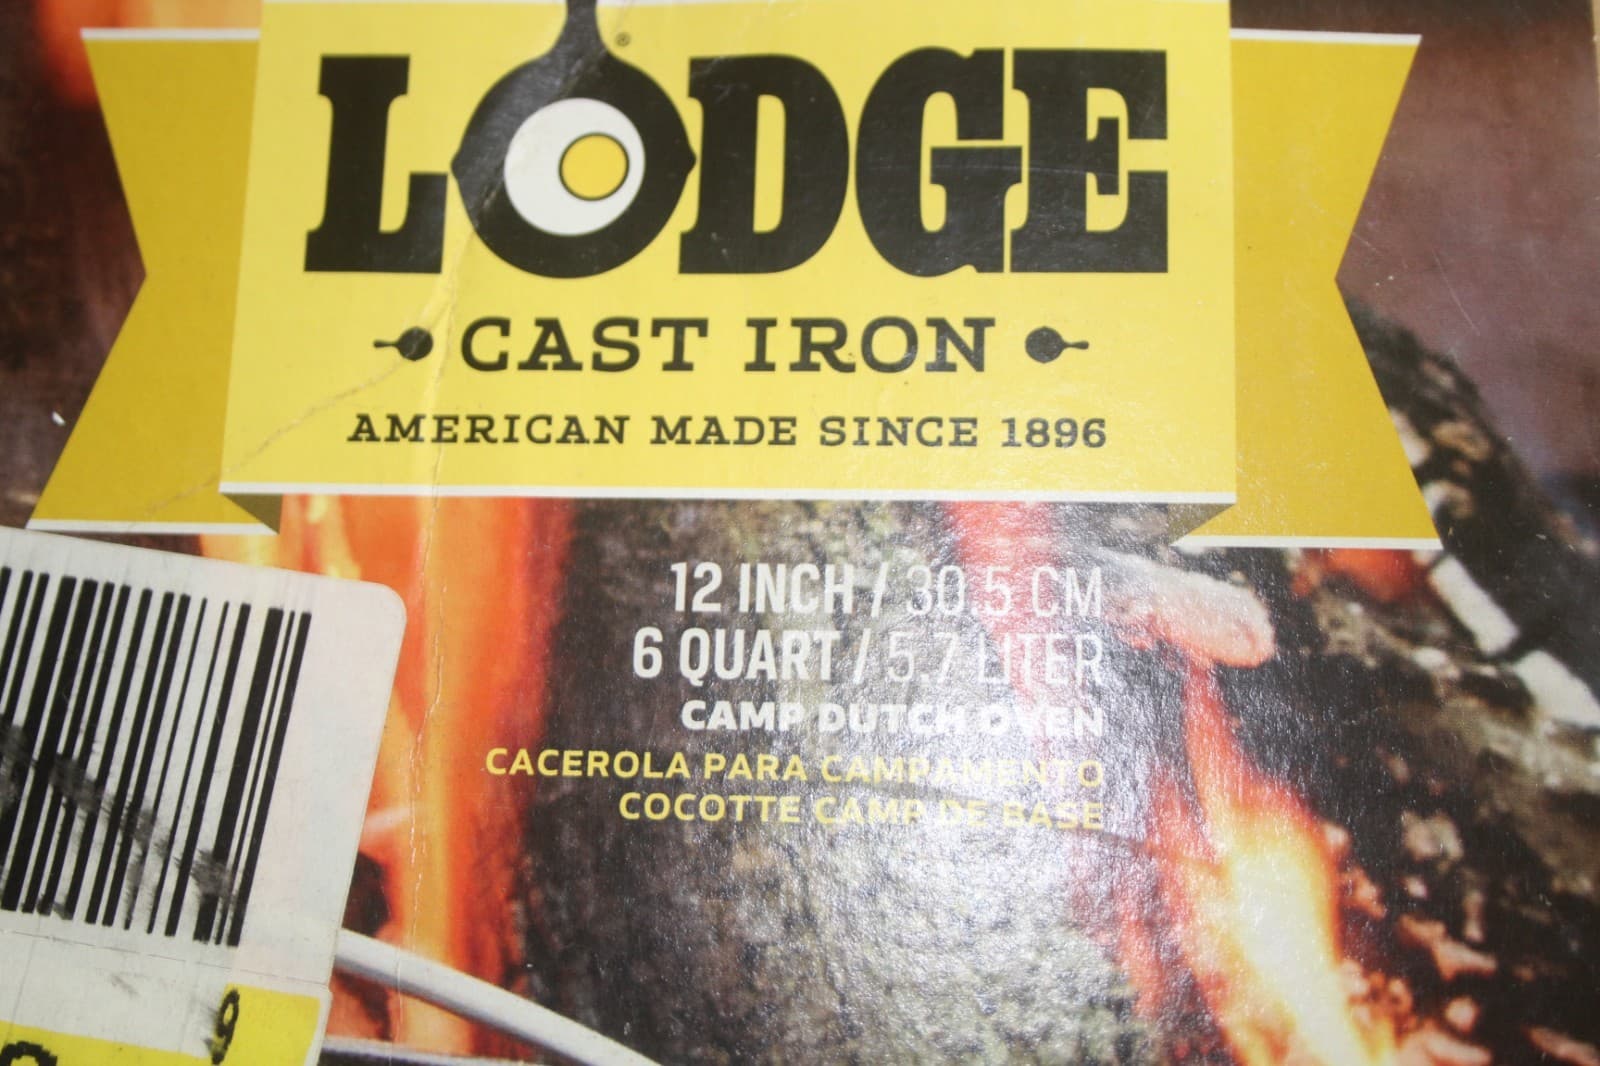 LODGE®
CAST IRON
AMERICAN MADE SINCE 1896
12 INCH / 30.5 CM
6 QUART / 5.7 LITER
CAMP DUTCH OVEN
CACEROLA PARA CAMPAMENTO
COCOTTE CAMP DE BASE
9